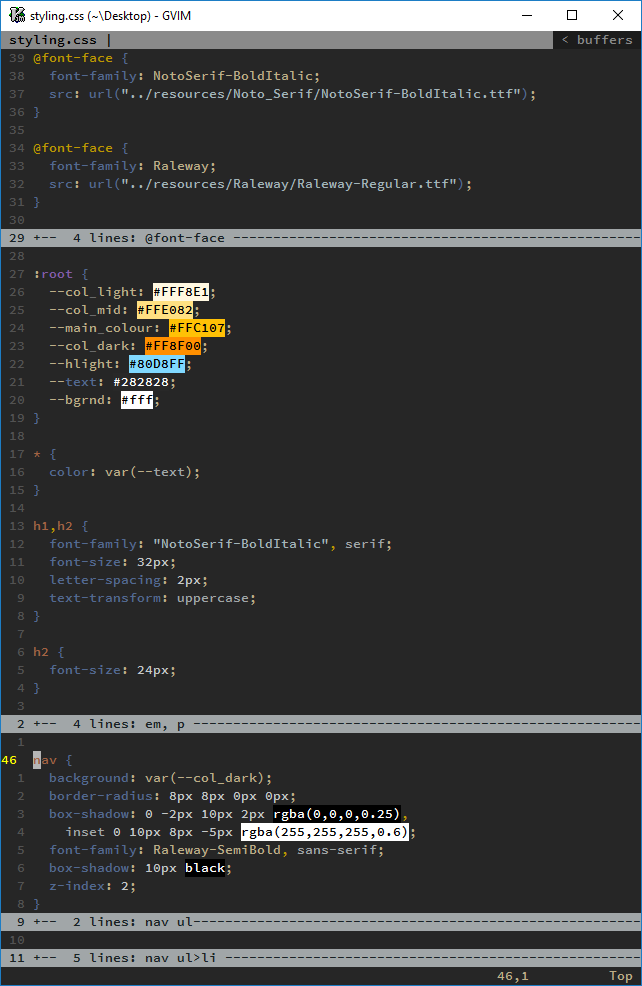 styling.css (~\Desktop) - GVIM
styling.css | < buffers
39 @font-face {
38   font-family: NotoSerif-BoldItalic;
37   src: url("../resources/Noto_Serif/NotoSerif-BoldItalic.ttf");
36 }
35
34 @font-face {
33   font-family: Raleway;
32   src: url("../resources/Raleway/Raleway-Regular.ttf");
31 }
30
29 +--  4 lines: @font-face ---------------------------------------------------
28
27 :root {
26   --col_light: #FFF8E1;
25   --col_mid: #FFE082;
24   --main_colour: #FFC107;
23   --col_dark: #FF8F00;
22   --hlight: #80D8FF;
21   --text: #282828;
20   --bgrnd: #fff;
19 }
18
17 * {
16   color: var(--text);
15 }
14
13 h1,h2 {
12   font-family: "NotoSerif-BoldItalic", serif;
11   font-size: 32px;
10   letter-spacing: 2px;
9   text-transform: uppercase;
8 }
7
6 h2 {
5   font-size: 24px;
4 }
3
2 +--  4 lines: em, p --------------------------------------------------------
1
46 nav {
1   background: var(--col_dark);
2   border-radius: 8px 8px 0px 0px;
3   box-shadow: 0 -2px 10px 2px rgba(0,0,0,0.25),
4     inset 0 10px 8px -5px rgba(255,255,255,0.6);
5   font-family: Raleway-SemiBold, sans-serif;
6   box-shadow: 10px black;
7   z-index: 2;
8 }
9 +--  2 lines: nav ul--------------------------------------------------------
10
11 +--  5 lines: nav ul>li ----------------------------------------------------
46,1 Top